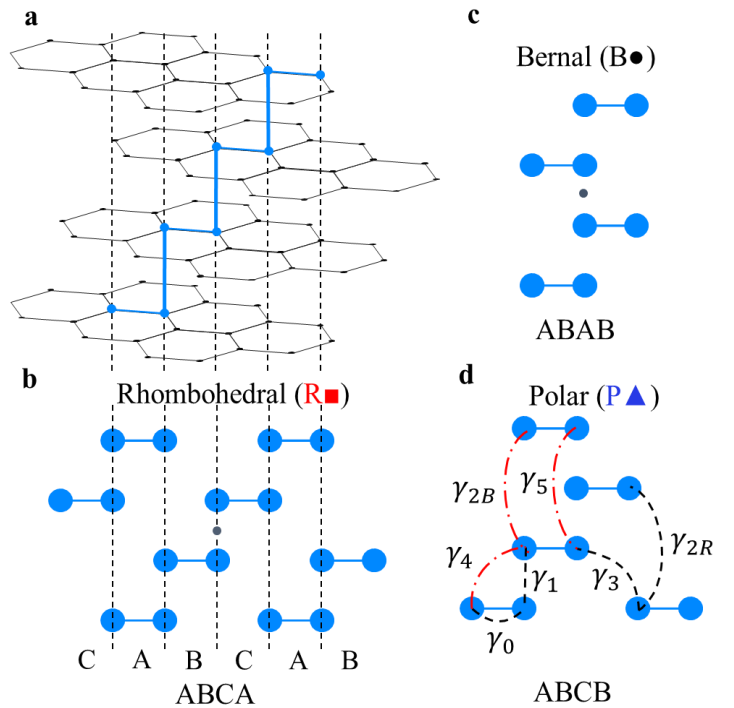 a
b
Rhombohedral (R■)
C A B C A B
ABCA
c
Bernal (B●)
ABAB
d
Polar (P▲)
γ₂B
γ₅
γ₄
γ₁
γ₃
γ₂R
γ₀
ABCB